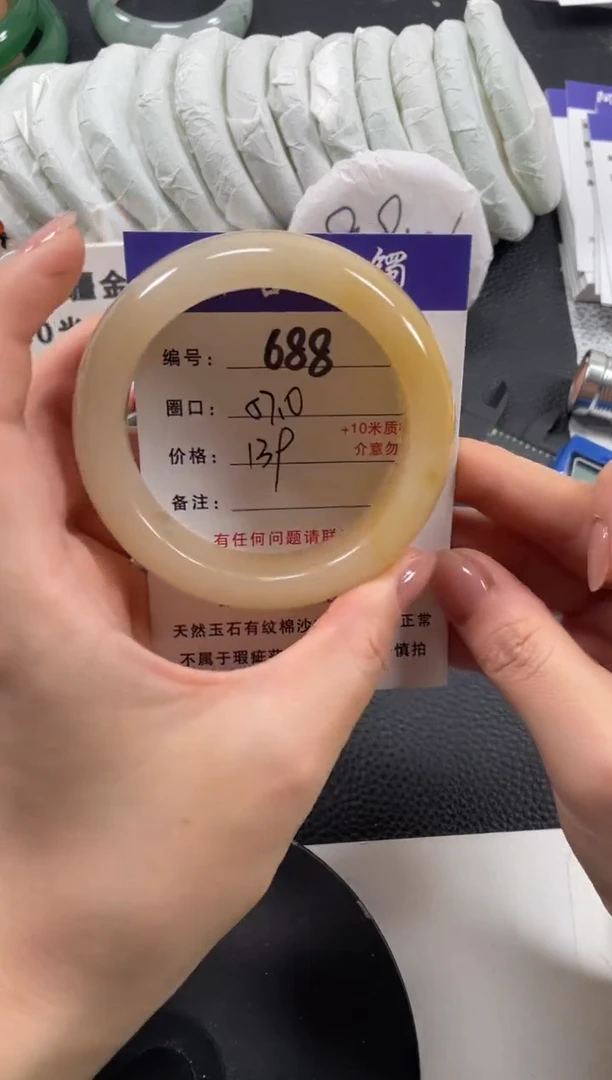 镯
金
编号： 688
圈口： 57.0
+10米质
价格： 139
介意勿
备注：
有任何问题请联
天然玉石有纹棉沙 正常
不属于瑕疵 慎拍